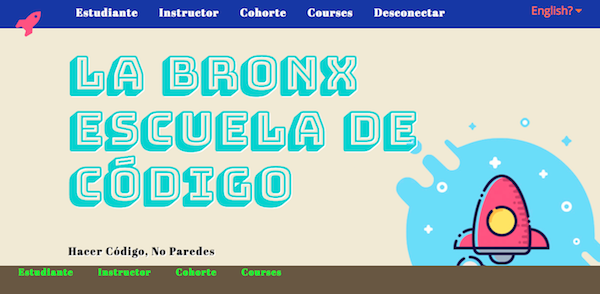 Estudiante Instructor Cohorte Courses Desconectar English?
LA BRONX
ESCUELA DE
CÓDIGO
Hacer Código, No Paredes
Estudiante Instructor Cohorte Courses